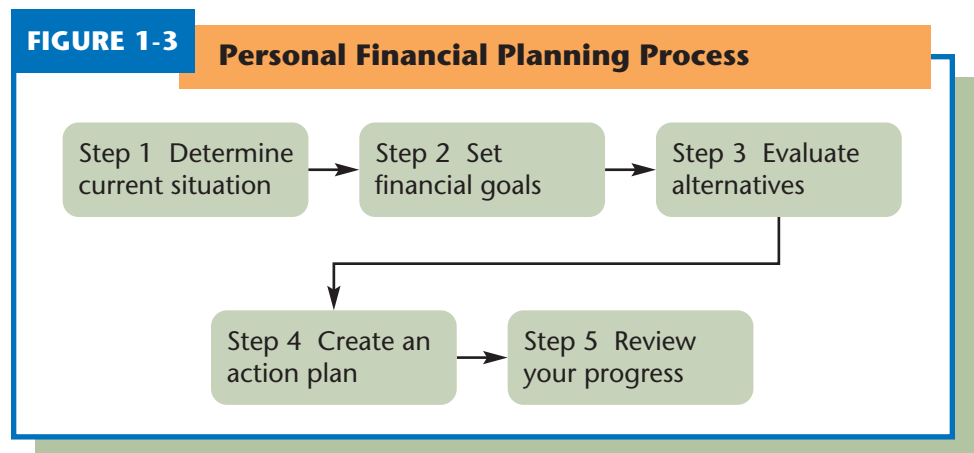 FIGURE 1-3
Personal Financial Planning Process
Step 1 Determine
current situation
Step 2 Set
financial goals
Step 3 Evaluate
alternatives
Step 4 Create an
action plan
Step 5 Review
your progress